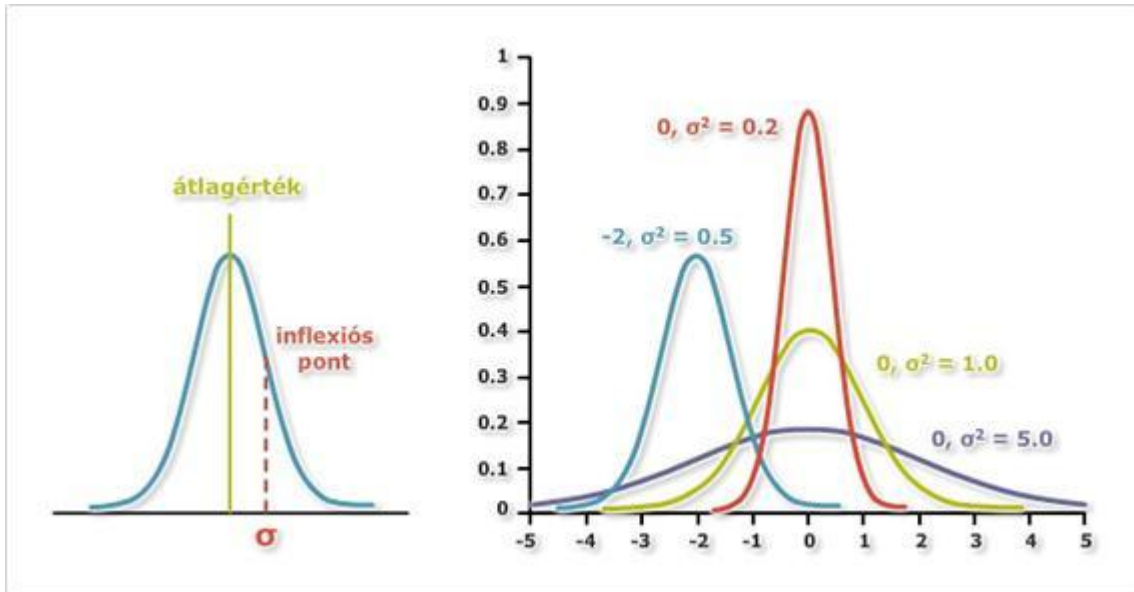 átlagérték
inflexiós
pont
σ
1
0.9
0.8
0.7
0.6
0.5
0.4
0.3
0.2
0.1
0
-5 -4 -3 -2 -1 0 1 2 3 4 5
0, σ² = 0.2
-2, σ² = 0.5
0, σ² = 1.0
0, σ² = 5.0